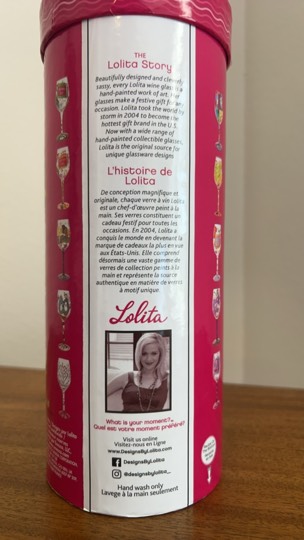 THE
Lolita Story
Beautifully designed and cleverly
sassy, every Lolita wine glass is a
hand-painted work of art.
glasses make a festive gift for any
occasion. Lolita took the world by
storm in 2004 to become the
hottest gift brand in the U.S.
Now with a wide range of
hand-painted collectible glasses,
Lolita is the original source for
unique glassware designs
L'histoire de
Lolita
De conception magnifique et
originale, chaque verre à vin Lolita
est un chef-d'œuvre peint à la
main. Ses verres constituent un
cadeau festif pour toutes les
occasions. En 2004, Lolita a
conquis le monde en devenant la
marque de cadeaux la plus en vue
aux États-Unis. Elle comprend
désormais une vaste gamme de
verres de collection peints à la
main et représente la source
authentique en matière de verres
à motif unique.
Lolita
What is your moment?™
Quel est votre moment préféré?
Visit us online
Visitez-nous en Ligne
www.DesignsByLolita.com
DesignsByLolita
@designsbylolita_
Hand wash only
Lavege à la main seulement